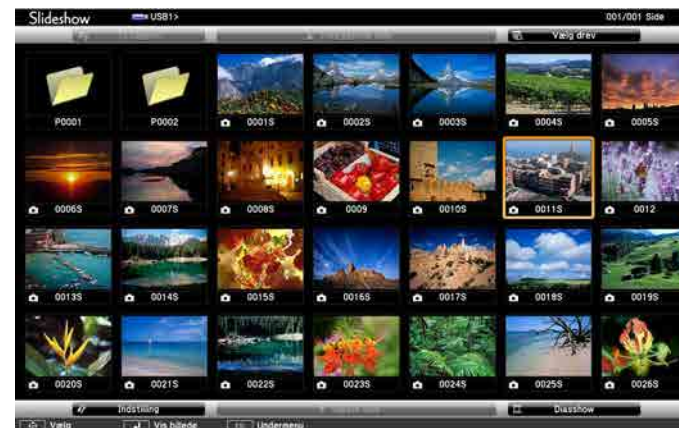 Slideshow USB1> 001/001 Side
Vælg drev
P0001 P0002 0001S 0002S 0003S 0004S 0005S
0006S 0007S 0008S 0009 0010S 0011S 0012
0013S 0014S 0015S 0016S 0017S 0018S 0019S
0020S 0021S 0022S 0023S 0024S 0025S 0026S
Indstilling Diasshow
Vælg Vis billede Undermenu